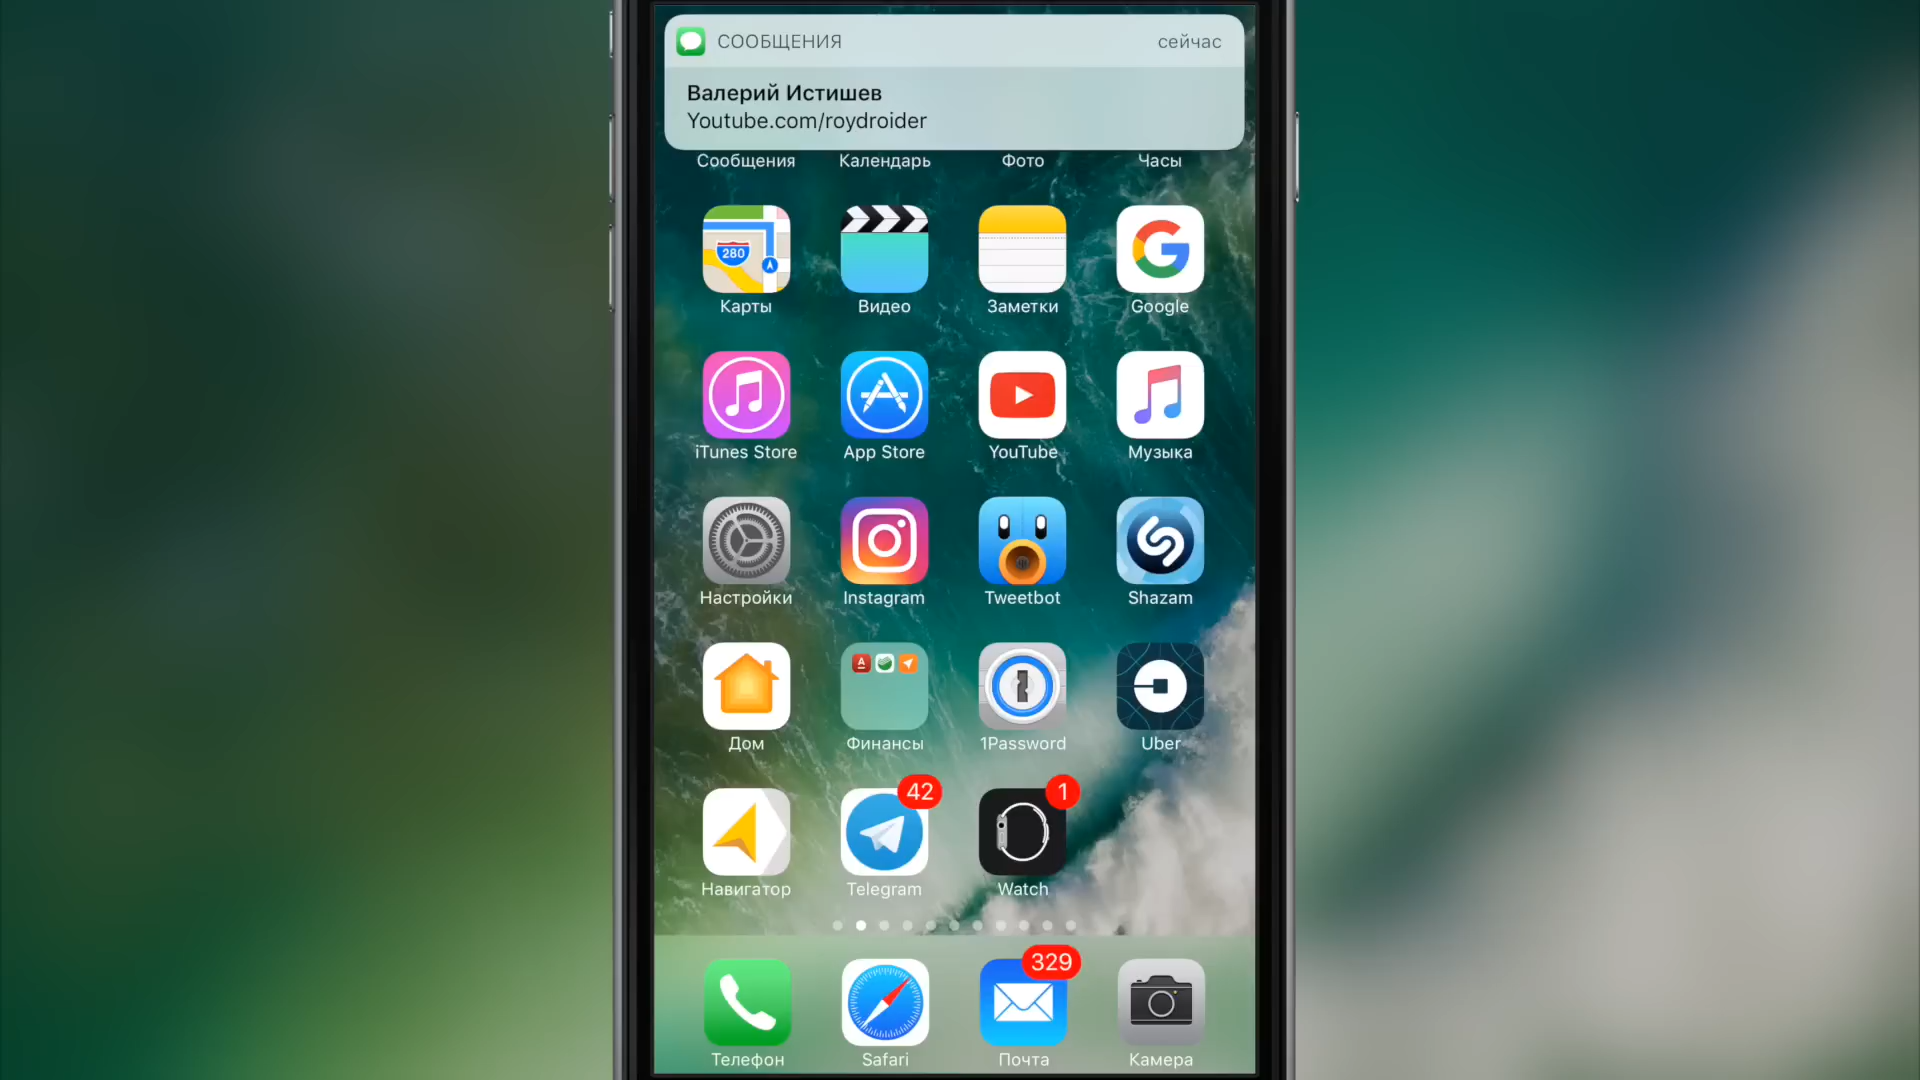 СООБЩЕНИЯ сейчас
Валерий Истишев
Youtube.com/roydroider
Сообщения Календарь Фото Часы
280
Карты Видео Заметки Google
iTunes Store App Store YouTube Музыка
Настройки Instagram Tweetbot Shazam
Дом Финансы 1Password Uber
42 1
Навигатор Telegram Watch
329
Телефон Safari Почта Камера